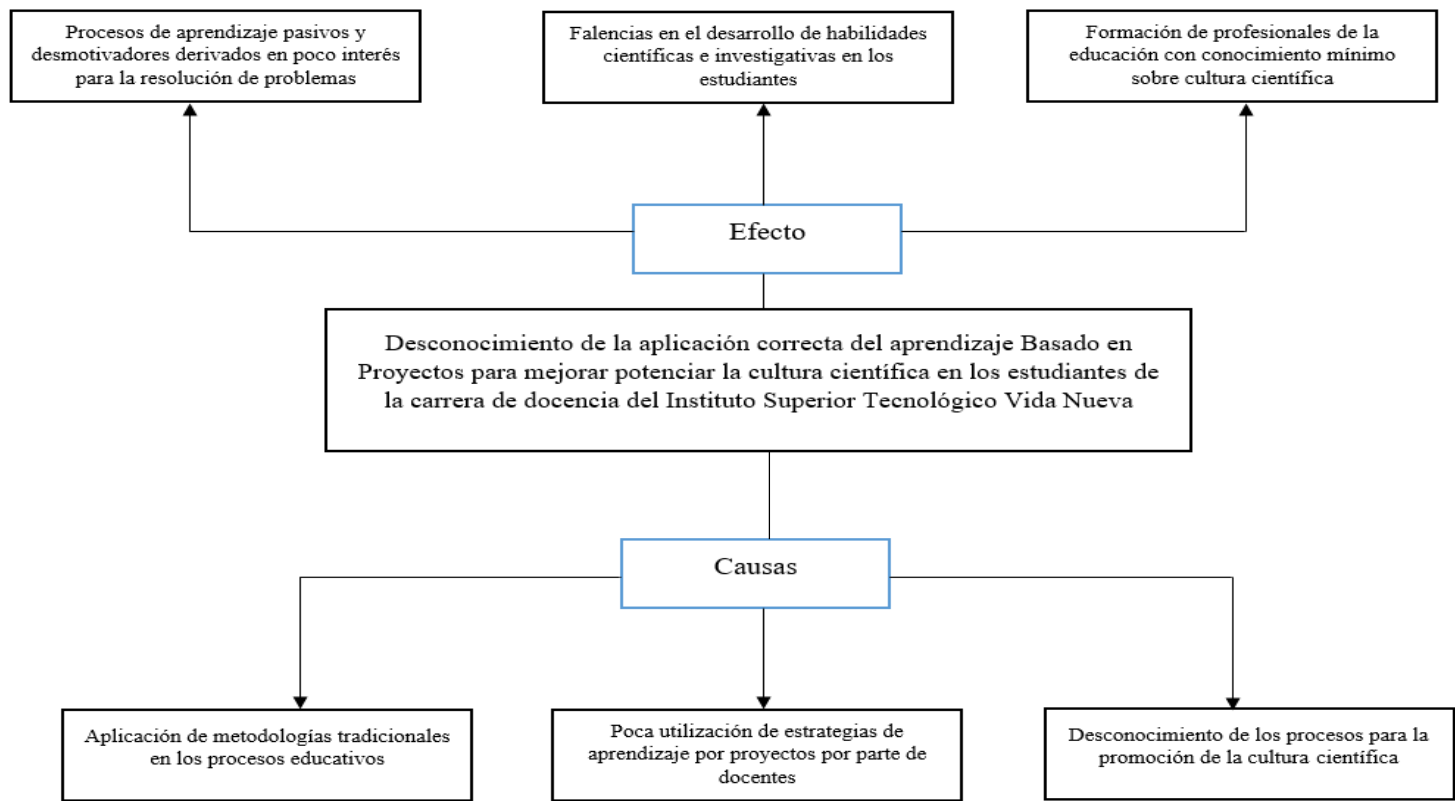 Procesos de aprendizaje pasivos y
desmotivadores derivados en poco interés
para la resolución de problemas
Falencias en el desarrollo de habilidades
científicas e investigativas en los
estudiantes
Formación de profesionales de la
educación con conocimiento mínimo
sobre cultura científica
Efecto
Desconocimiento de la aplicación correcta del aprendizaje Basado en
Proyectos para mejorar potenciar la cultura científica en los estudiantes de
la carrera de docencia del Instituto Superior Tecnológico Vida Nueva
Causas
Aplicación de metodologías tradicionales
en los procesos educativos
Poca utilización de estrategias de
aprendizaje por proyectos por parte de
docentes
Desconocimiento de los procesos para la
promoción de la cultura científica